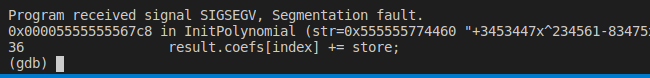 Program received signal SIGSEGV, Segmentation fault.
0x00005555555567c8 in InitPolynomial (str=0x555555774460 "+3453447x^234561-83475
36 result.coefs[index] += store;
(gdb)